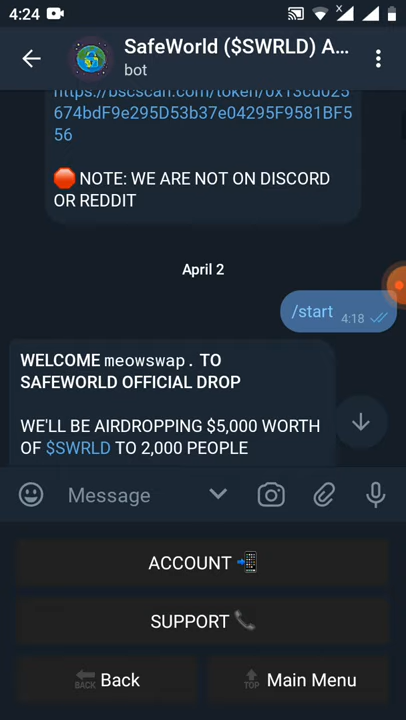 4:24
SafeWorld ($SWRLD) A...
bot
https://bscscan.com/token/0x13cd025
674bdF9e295D53b37e04295F9581BF5
56
NOTE: WE ARE NOT ON DISCORD
OR REDDIT
April 2
/start
4:18
WELCOME meowswap. TO
SAFEWORLD OFFICIAL DROP
WE'LL BE AIRDROPPING $5,000 WORTH
OF $SWRLD TO 2,000 PEOPLE
Message
ACCOUNT
SUPPORT
BACK Back
TOP Main Menu